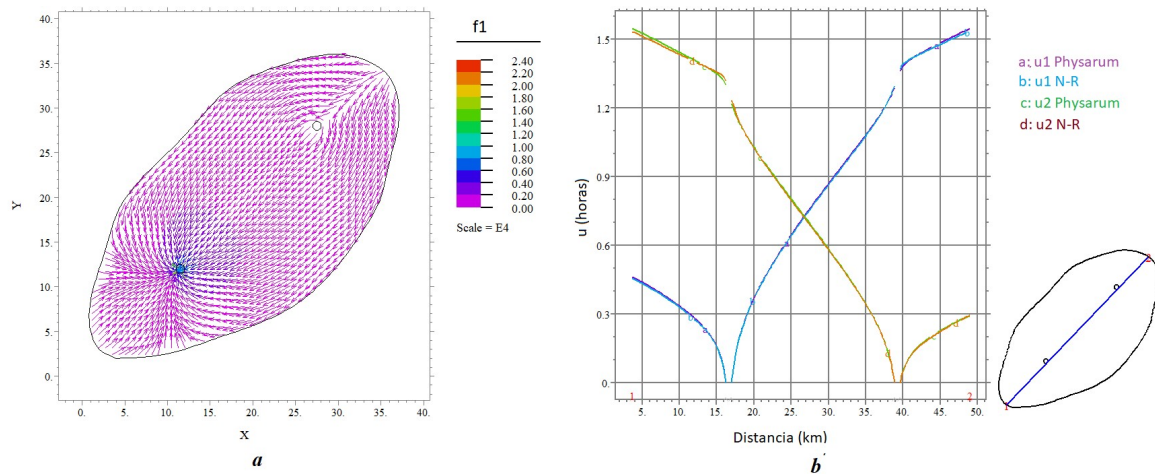 f1
40.
35.
30.
25.
20.
15.
10.
5.
0.
Y
0. 5. 10. 15. 20. 25. 30. 35. 40.
X
2.40
2.20
2.00
1.80
1.60
1.40
1.20
1.00
0.80
0.60
0.40
0.20
0.00
Scale = E4
a
1.5
1.2
0.9
0.6
0.3
0.
u (horas)
1 5. 10. 15. 20. 25. 30. 35. 40. 45. 2 50.
Distancia (km)
b'
a: u1 Physarum
b: u1 N-R
c: u2 Physarum
d: u2 N-R
2
1